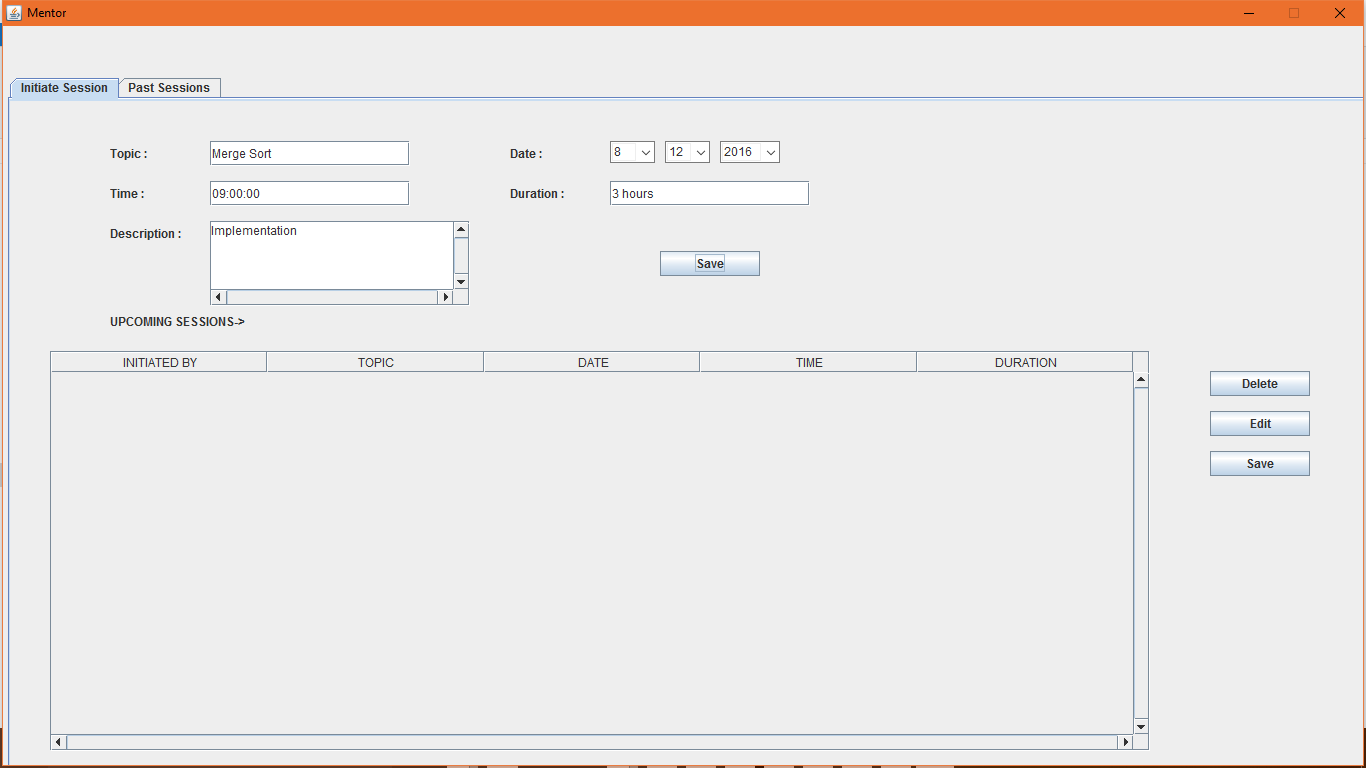 Mentor
Initiate Session Past Sessions
Topic : Merge Sort Date : 8 12 2016
Time : 09:00:00 Duration : 3 hours
Description : Implementation
Save
UPCOMING SESSIONS->
INITIATED BY TOPIC DATE TIME DURATION
Delete
Edit
Save